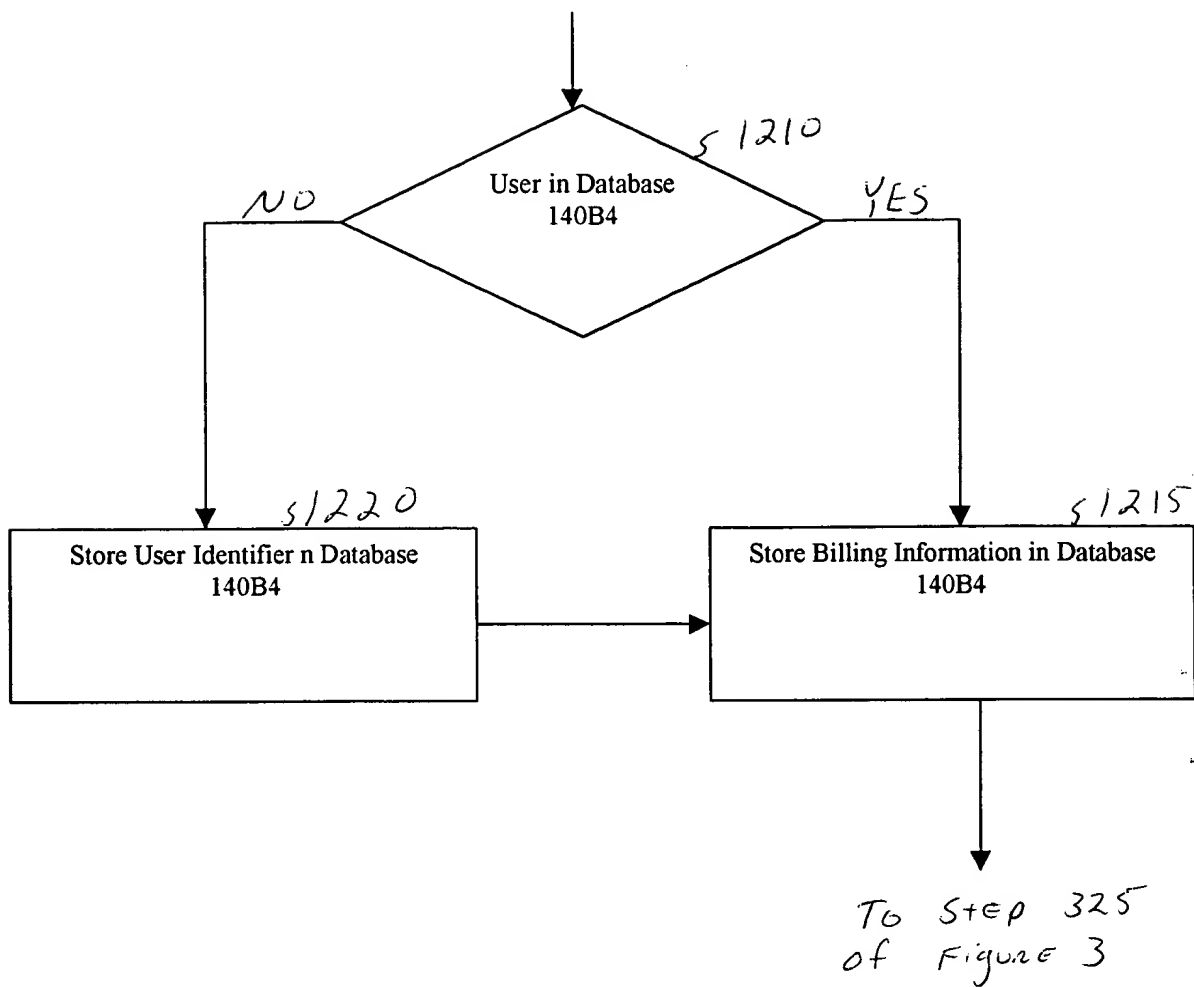 s 1210
User in Database
140B4
NO
YES
s1220
Store User Identifier n Database
140B4
s 1215
Store Billing Information in Database
140B4
To Step 325
of Figure 3